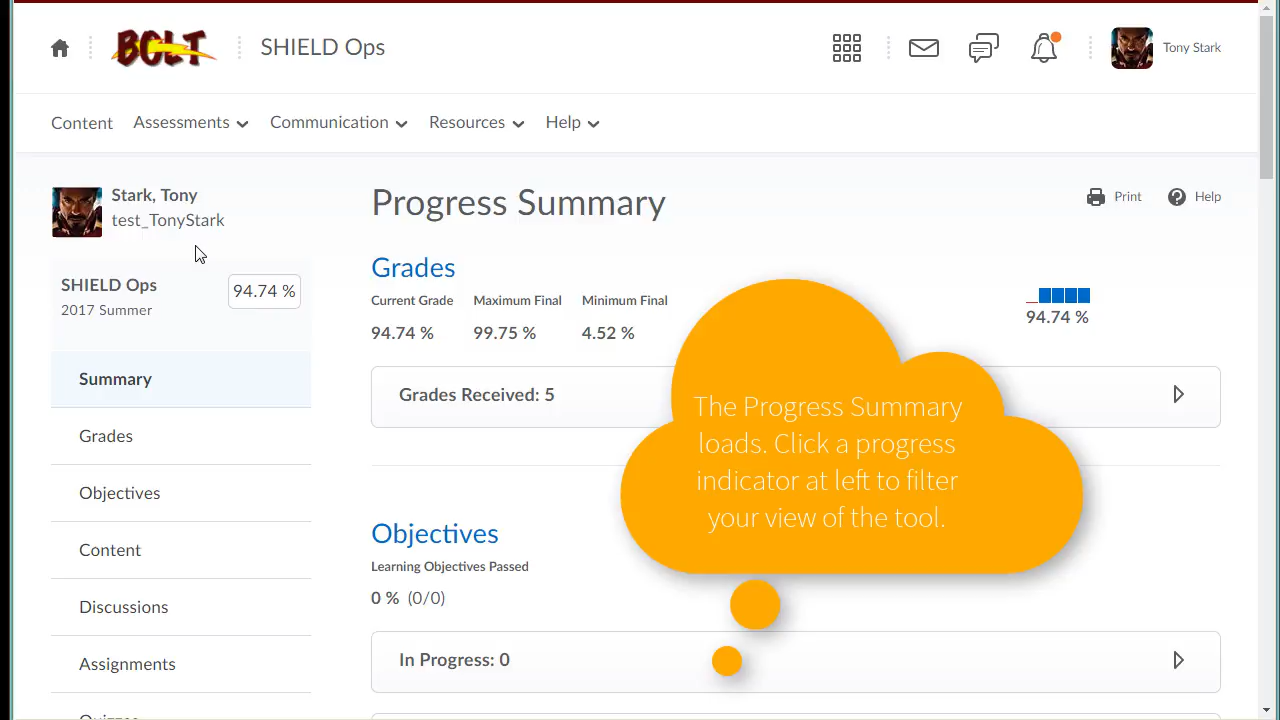 BOLT
SHIELD Ops
Tony Stark
Content
Assessments
Communication
Resources
Help
Stark, Tony
test_TonyStark
SHIELD Ops
2017 Summer
94.74 %
Summary
Grades
Objectives
Content
Discussions
Assignments
Quizzes
Progress Summary
Print
Help
Grades
Current Grade Maximum Final Minimum Final
94.74 % 99.75 % 4.52 %
94.74 %
Grades Received: 5
The Progress Summary
loads. Click a progress
indicator at left to filter
your view of the tool.
Objectives
Learning Objectives Passed
0 % (0/0)
In Progress: 0